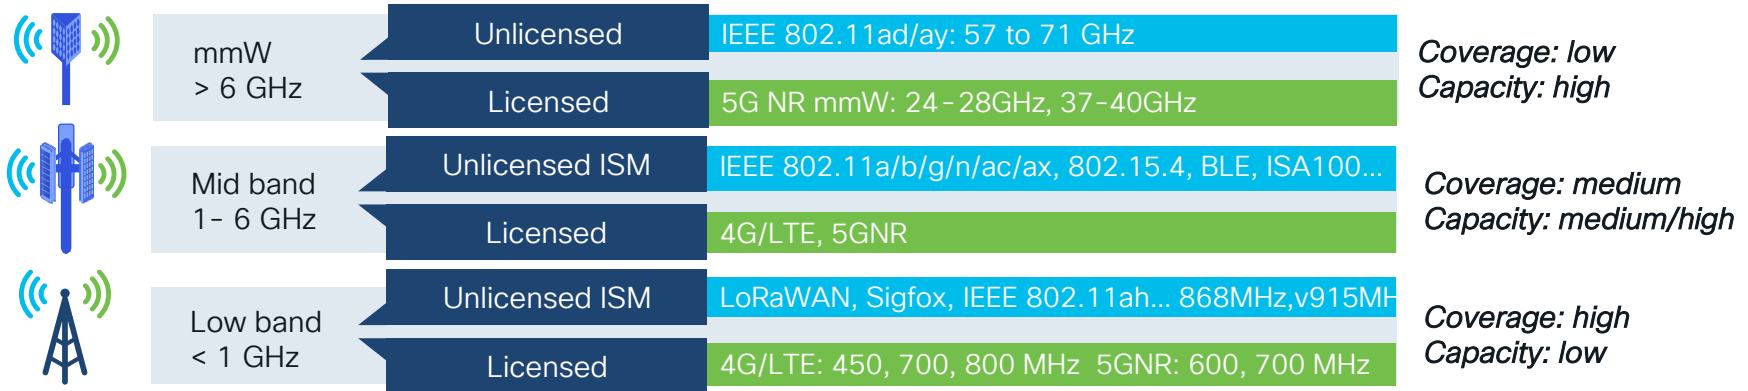 mmW
> 6 GHz
Unlicensed
IEEE 802.11ad/ay: 57 to 71 GHz
Licensed
5G NR mmW: 24-28GHz, 37-40GHz
Coverage: low
Capacity: high
Mid band
1- 6 GHz
Unlicensed ISM
IEEE 802.11a/b/g/n/ac/ax, 802.15.4, BLE, ISA100...
Licensed
4G/LTE, 5GNR
Coverage: medium
Capacity: medium/high
Low band
< 1 GHz
Unlicensed ISM
LoRaWAN, Sigfox, IEEE 802.11ah... 868MHz,v915MH
Licensed
4G/LTE: 450, 700, 800 MHz 5GNR: 600, 700 MHz
Coverage: high
Capacity: low